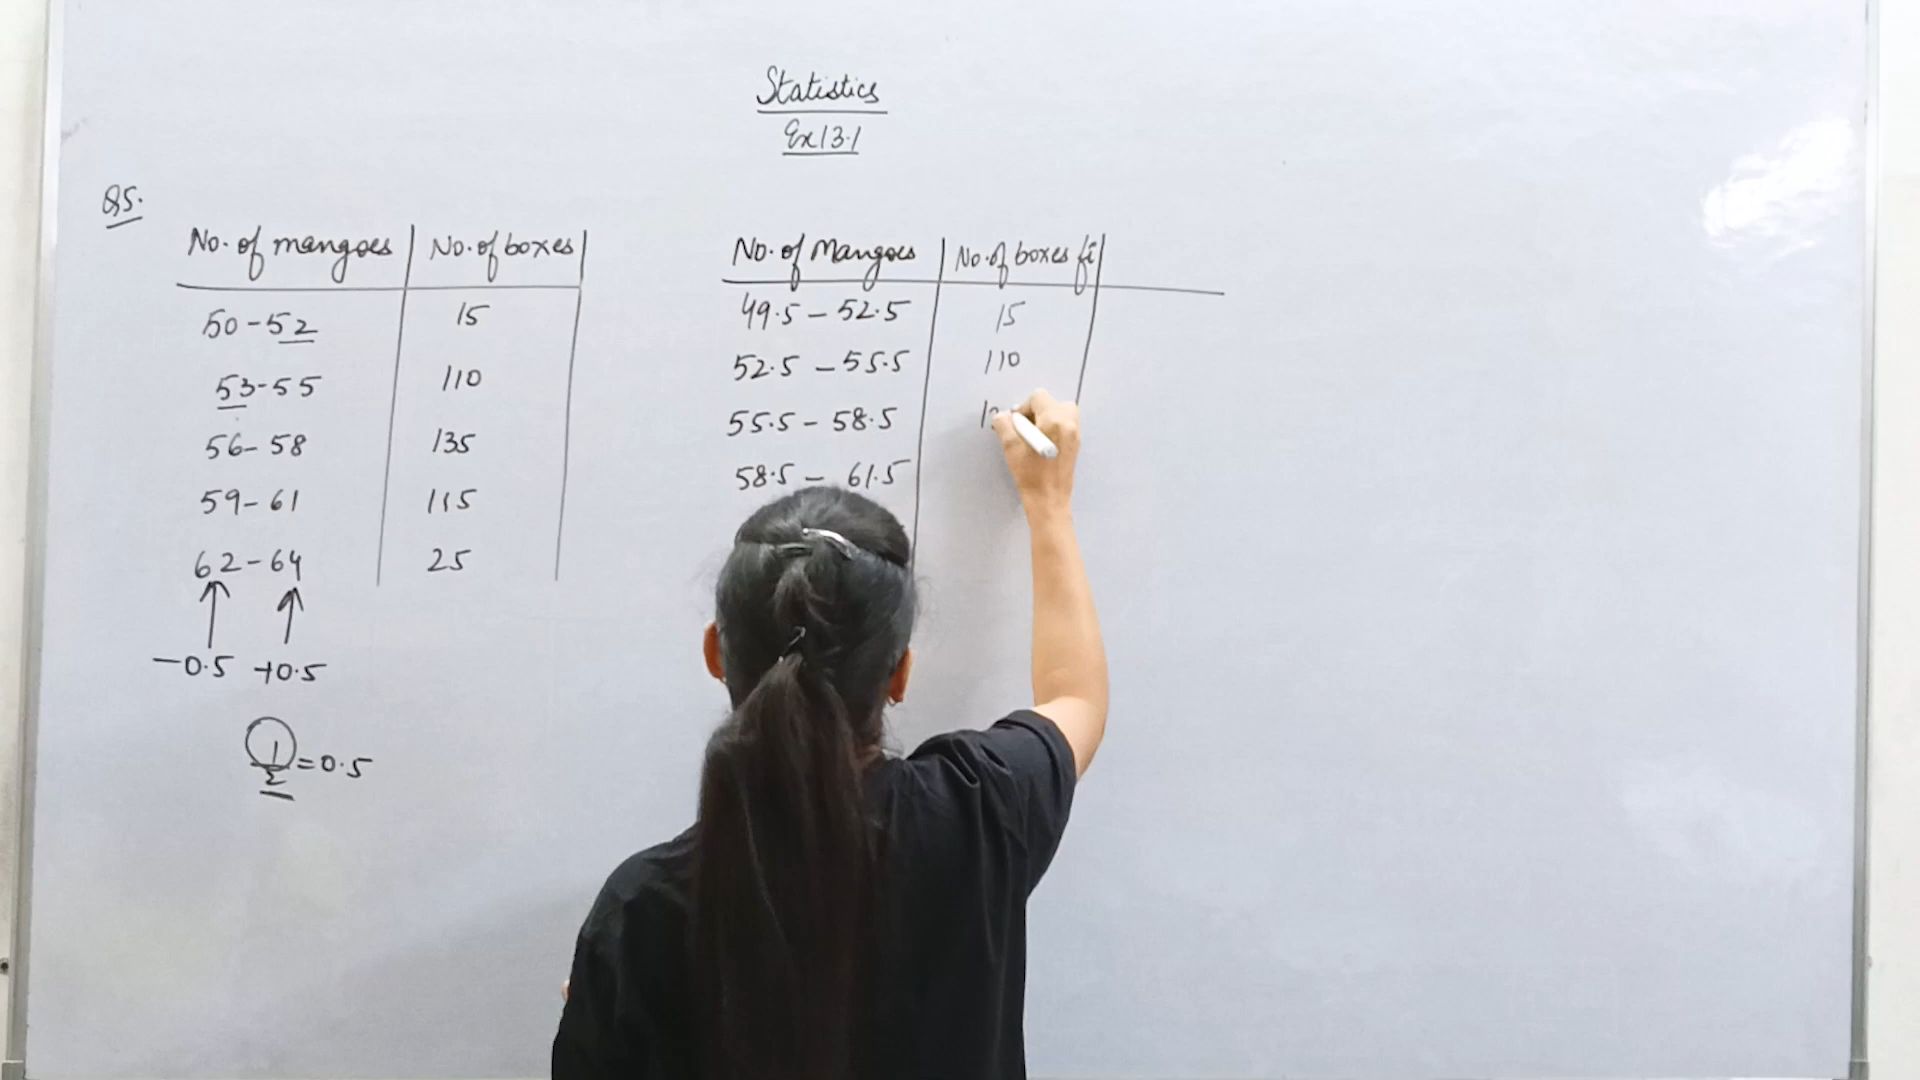 Statistics
Ex 13.1
Q5.
No. of mangoes No. of boxes
50-52 15
53-55 110
56-58 135
59-61 115
62-64 25
-0.5 +0.5
1/2 = 0.5
No. of Mangoes No. of boxes fi
49.5 - 52.5 15
52.5 - 55.5 110
55.5 - 58.5
58.5 - 61.5